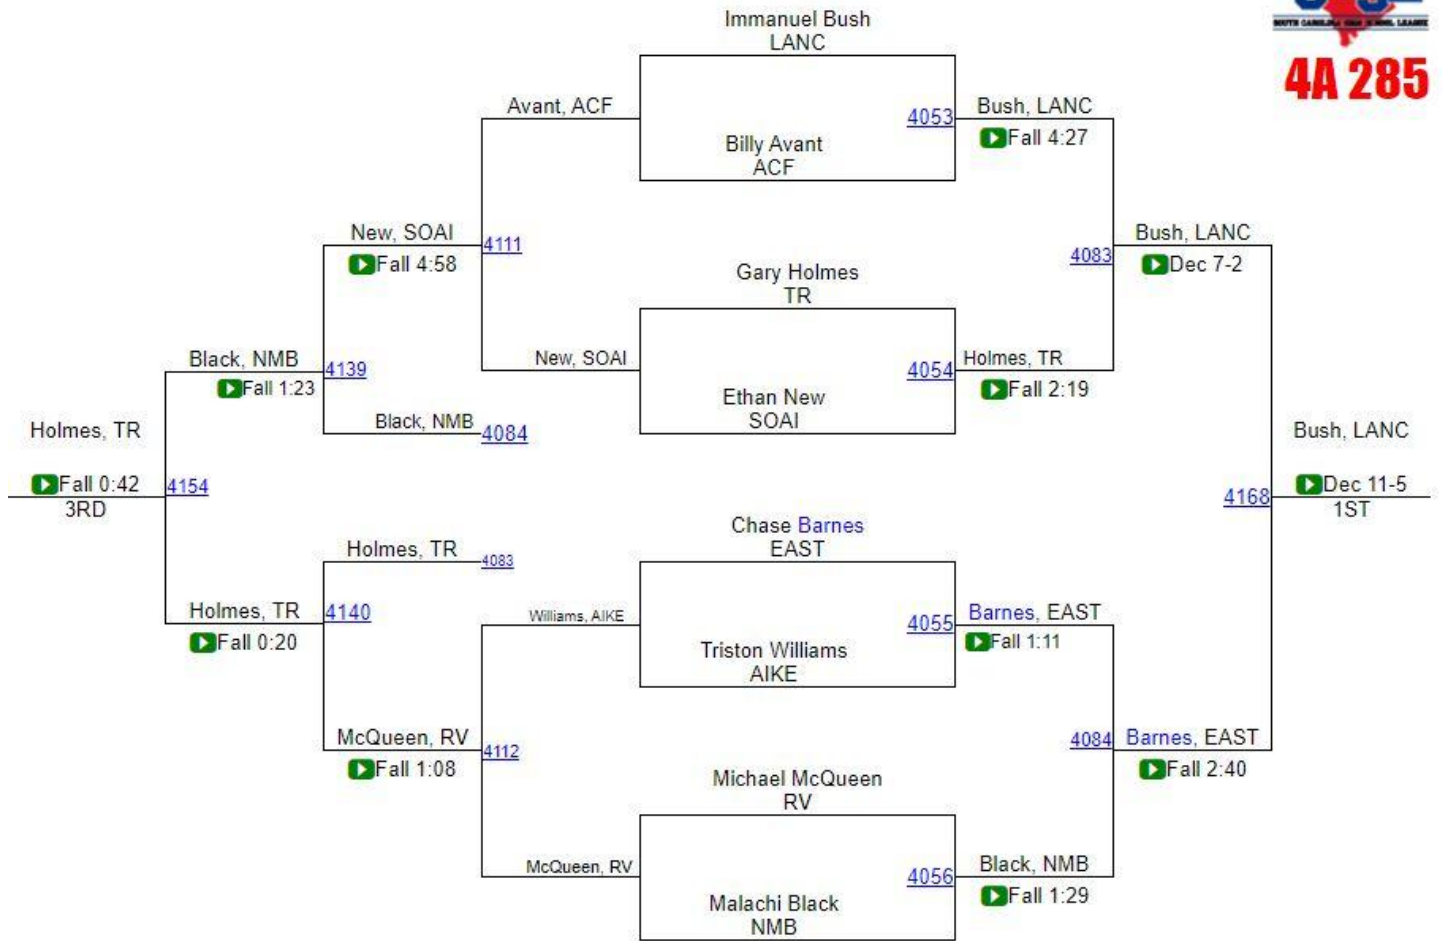 Immanuel Bush
LANC
SOUTH CAROLINA HIGH SCHOOL LEAGUE
4A 285
Avant, ACF
4053
Bush, LANC
Fall 4:27
Billy Avant
ACF
New, SOAI
Fall 4:58
4111
Bush, LANC
Dec 7-2
4083
Gary Holmes
TR
Black, NMB
Fall 1:23
4139
New, SOAI
4054
Holmes, TR
Fall 2:19
Ethan New
SOAI
Black, NMB
4084
Holmes, TR
Bush, LANC
Fall 0:42
3RD
4154
4168
Dec 11-5
1ST
Chase Barnes
EAST
Holmes, TR
4083
Holmes, TR
Fall 0:20
4140
Williams, AIKE
4055
Barnes, EAST
Fall 1:11
Triston Williams
AIKE
McQueen, RV
Fall 1:08
4112
4084
Barnes, EAST
Fall 2:40
Michael McQueen
RV
McQueen, RV
4056
Black, NMB
Fall 1:29
Malachi Black
NMB